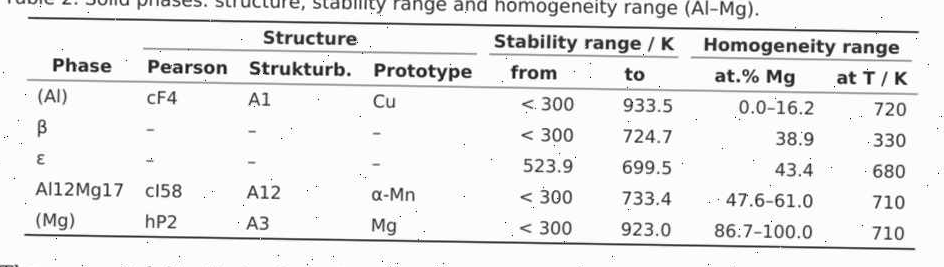 Table 2. Solid phases: structure, stability range and homogeneity range (Al–Mg).
Structure Stability range / K Homogeneity range
Phase Pearson Strukturb. Prototype from to at.% Mg at T / K
(Al) cF4 A1 Cu < 300 933.5 0.0–16.2 720
β – – – < 300 724.7 38.9 330
ε – – – 523.9 699.5 43.4 680
Al12Mg17 cI58 A12 α-Mn < 300 733.4 47.6–61.0 710
(Mg) hP2 A3 Mg < 300 923.0 86.7–100.0 710